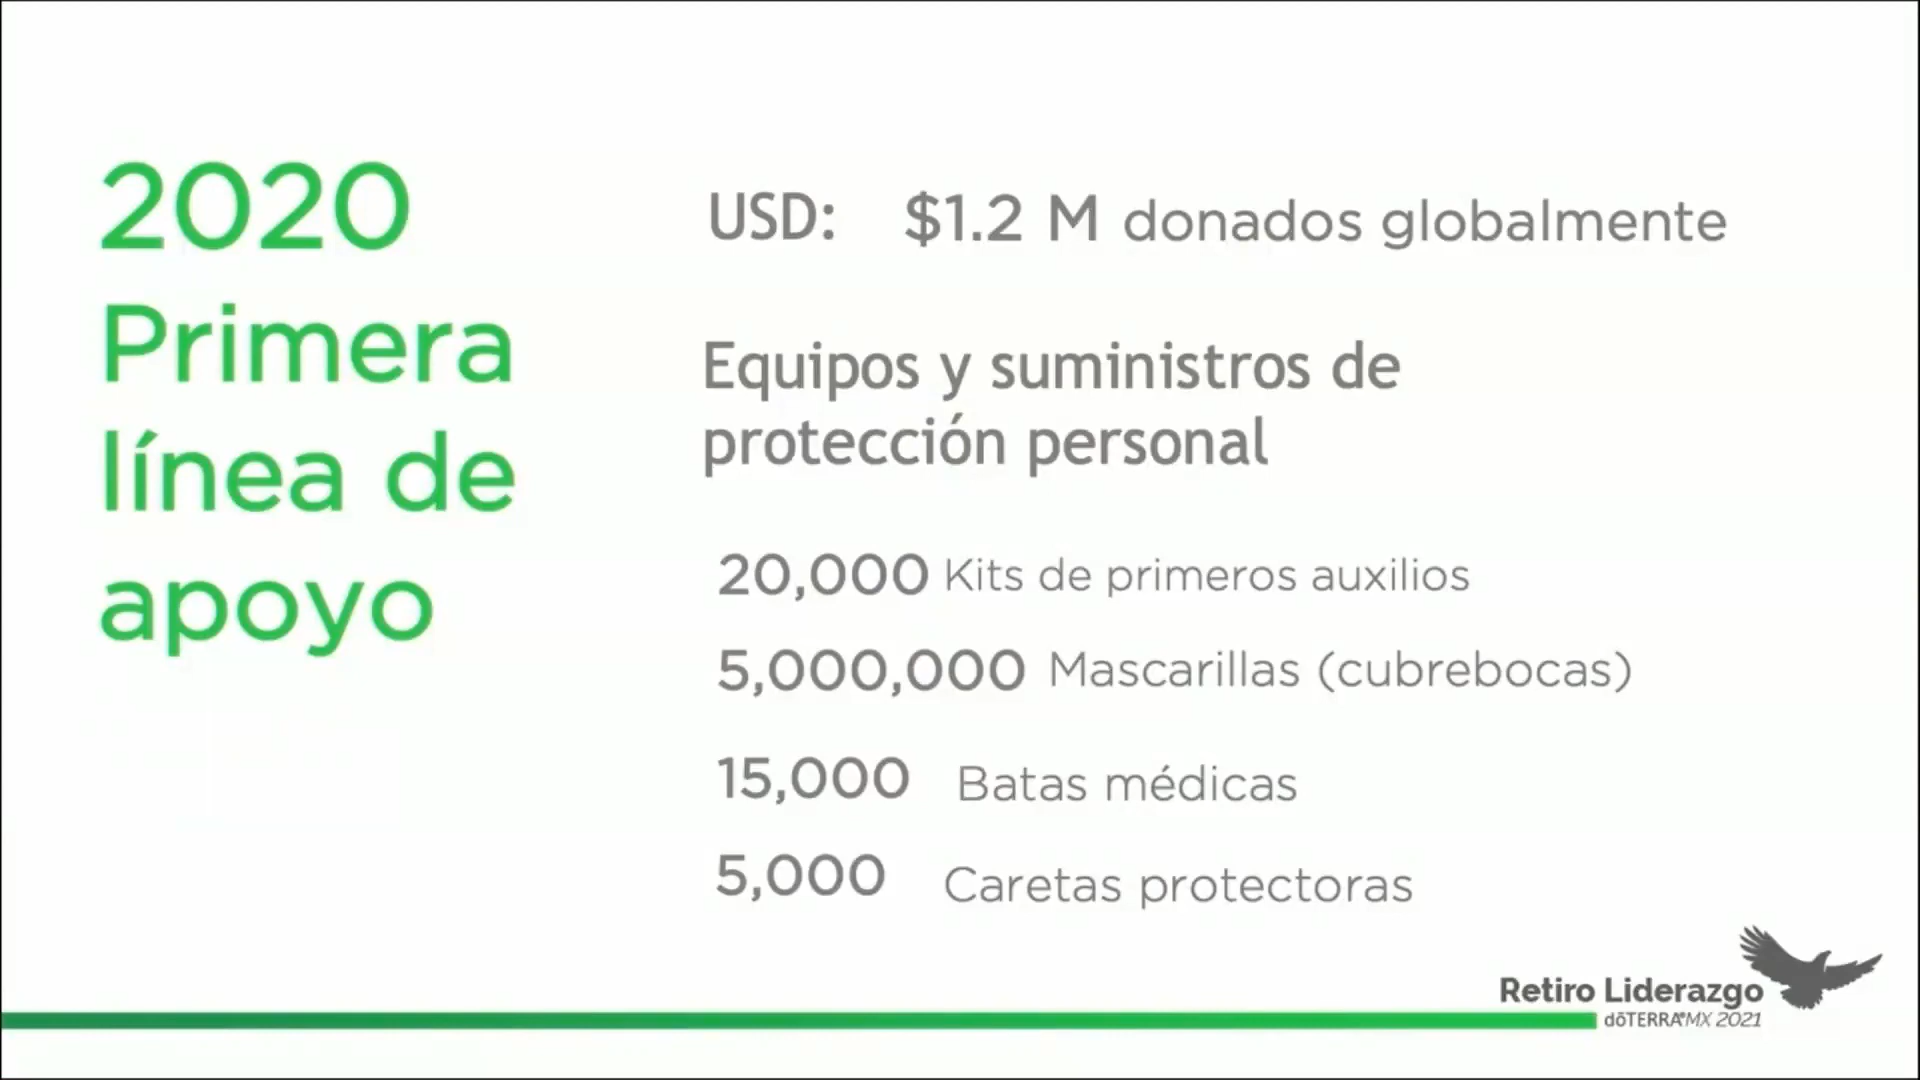 2020
Primera
línea de
apoyo
USD: $1.2 M donados globalmente
Equipos y suministros de
protección personal
20,000 Kits de primeros auxilios
5,000,000 Mascarillas (cubrebocas)
15,000 Batas médicas
5,000 Caretas protectoras
Retiro Liderazgo
dōTERRA® MX 2021